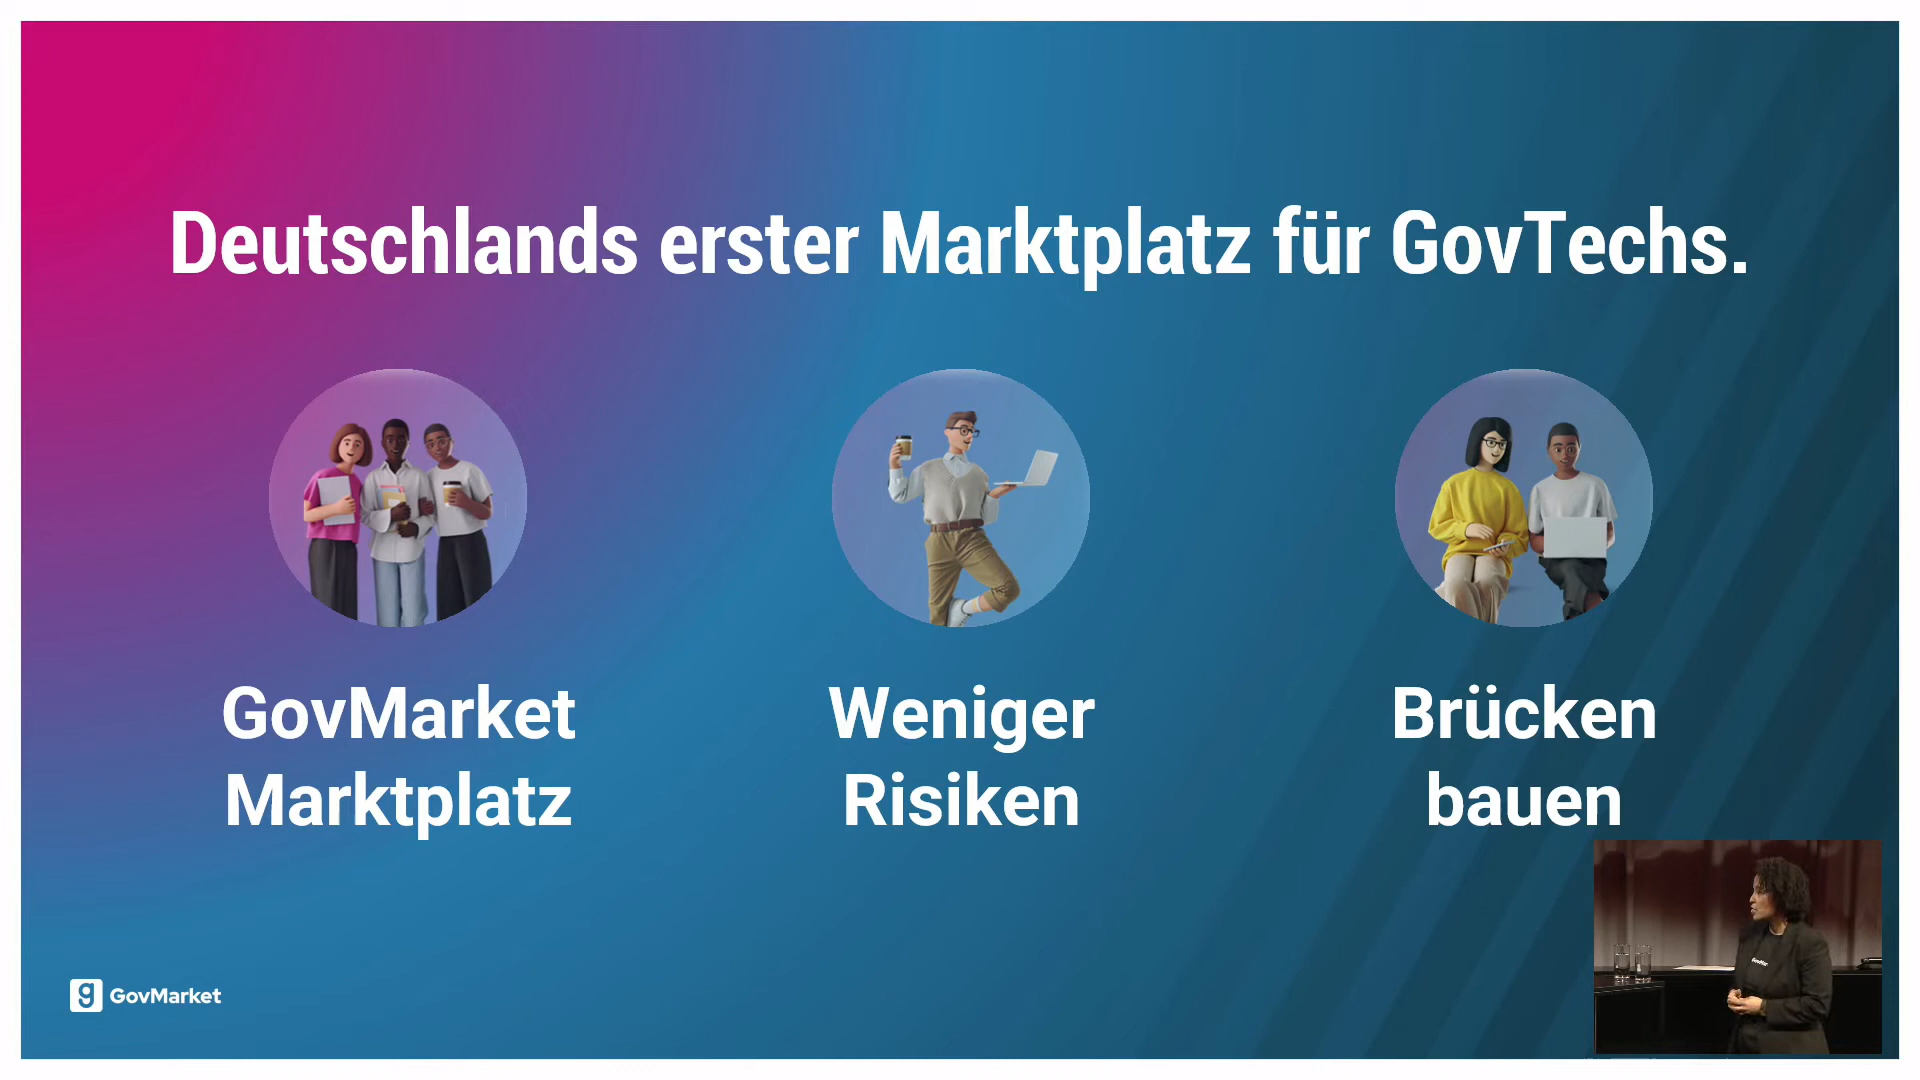 Deutschlands erster Marktplatz für GovTechs.
GovMarket
Marktplatz
Weniger
Risiken
Brücken
bauen
g GovMarket